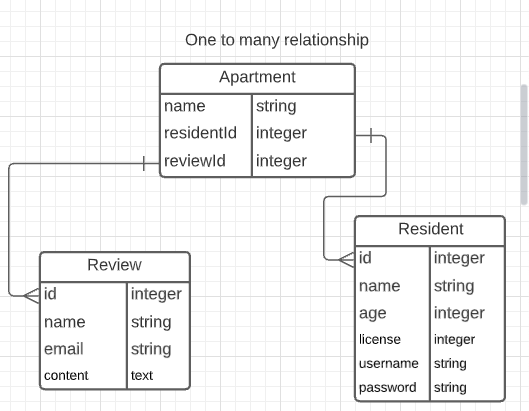 One to many relationship
Apartment
name string
residentId integer
reviewId integer
Review
id integer
name string
email string
content text
Resident
id integer
name string
age integer
license integer
username string
password string